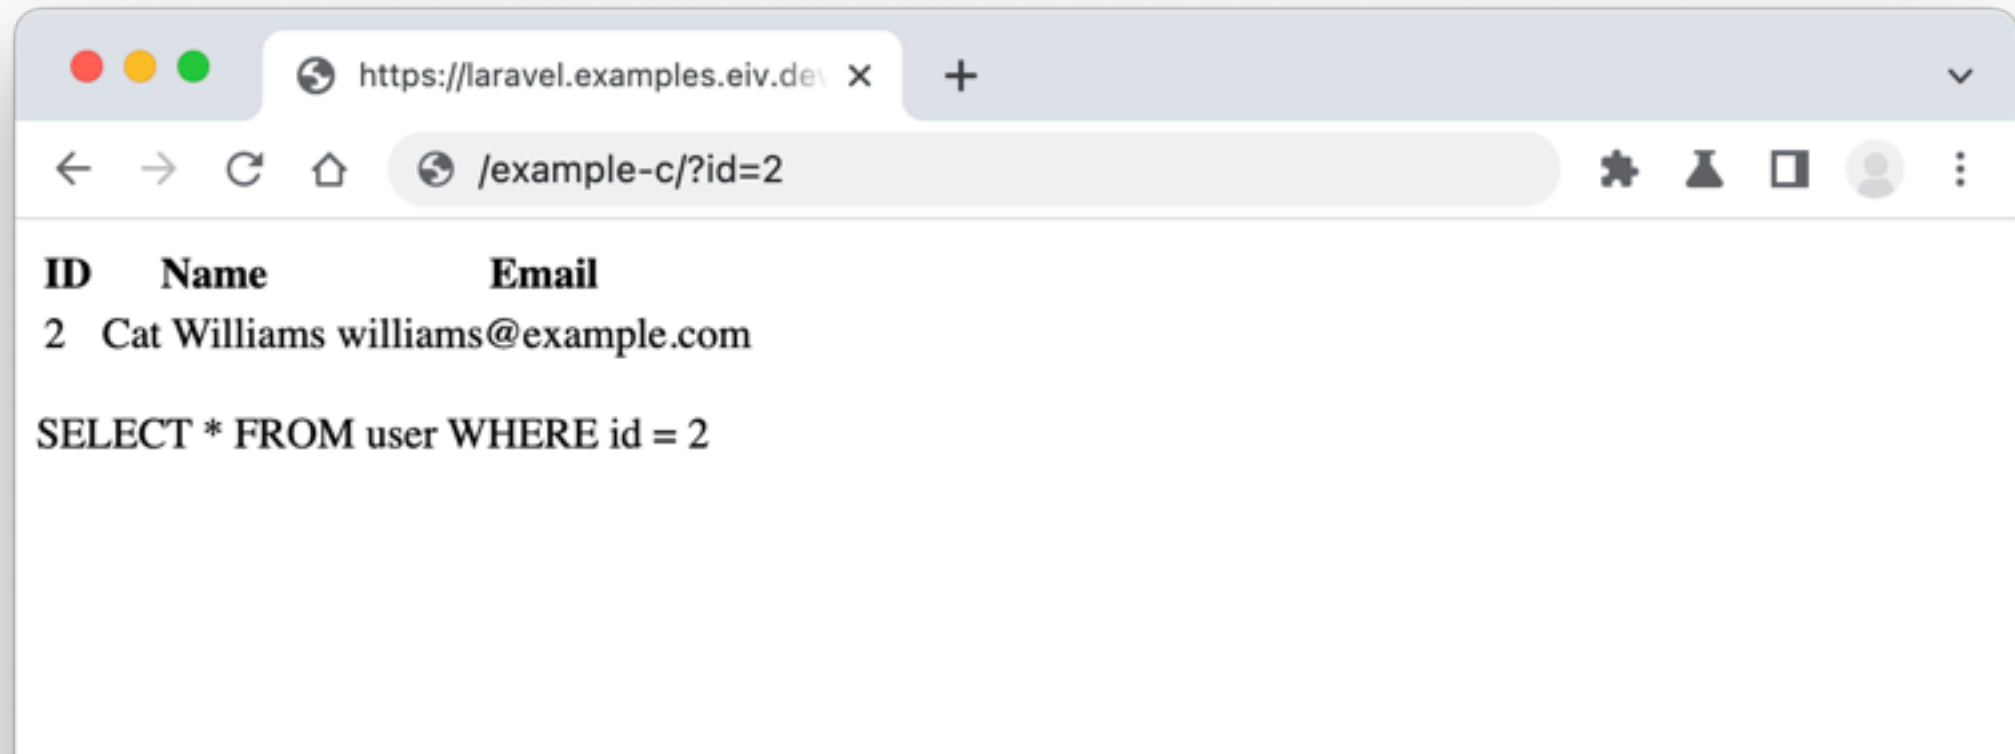 https://laravel.examples.eiv.dev
/example-c/?id=2
ID Name Email
2 Cat Williams williams@example.com
SELECT * FROM user WHERE id = 2